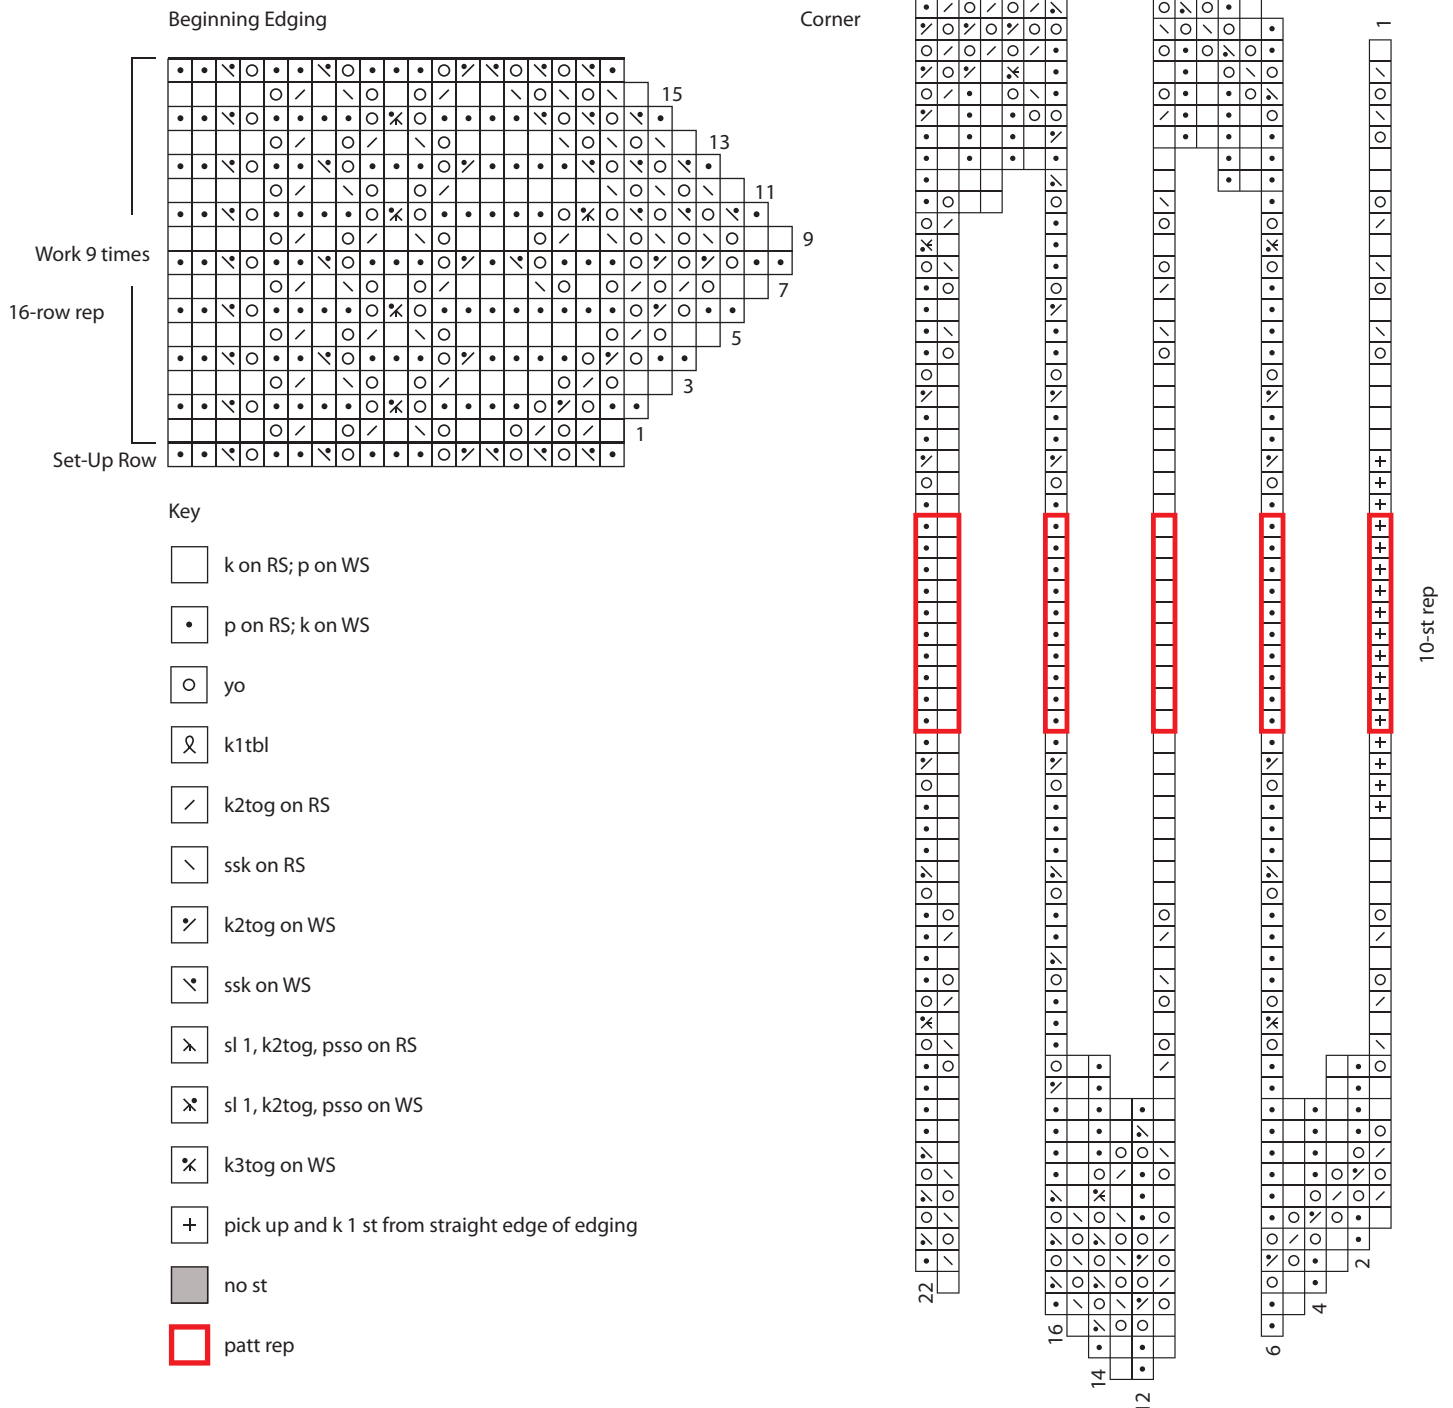 Beginning Edging
15
13
11
9
7
5
3
1
Work 9 times
16-row rep
Set-Up Row
Key
k on RS; p on WS
p on RS; k on WS
yo
k1tbl
k2tog on RS
ssk on RS
k2tog on WS
ssk on WS
sl 1, k2tog, psso on RS
sl 1, k2tog, psso on WS
k3tog on WS
pick up and k 1 st from straight edge of edging
no st
patt rep
Corner
1
10-st rep
22
16
14
12
6
4
2